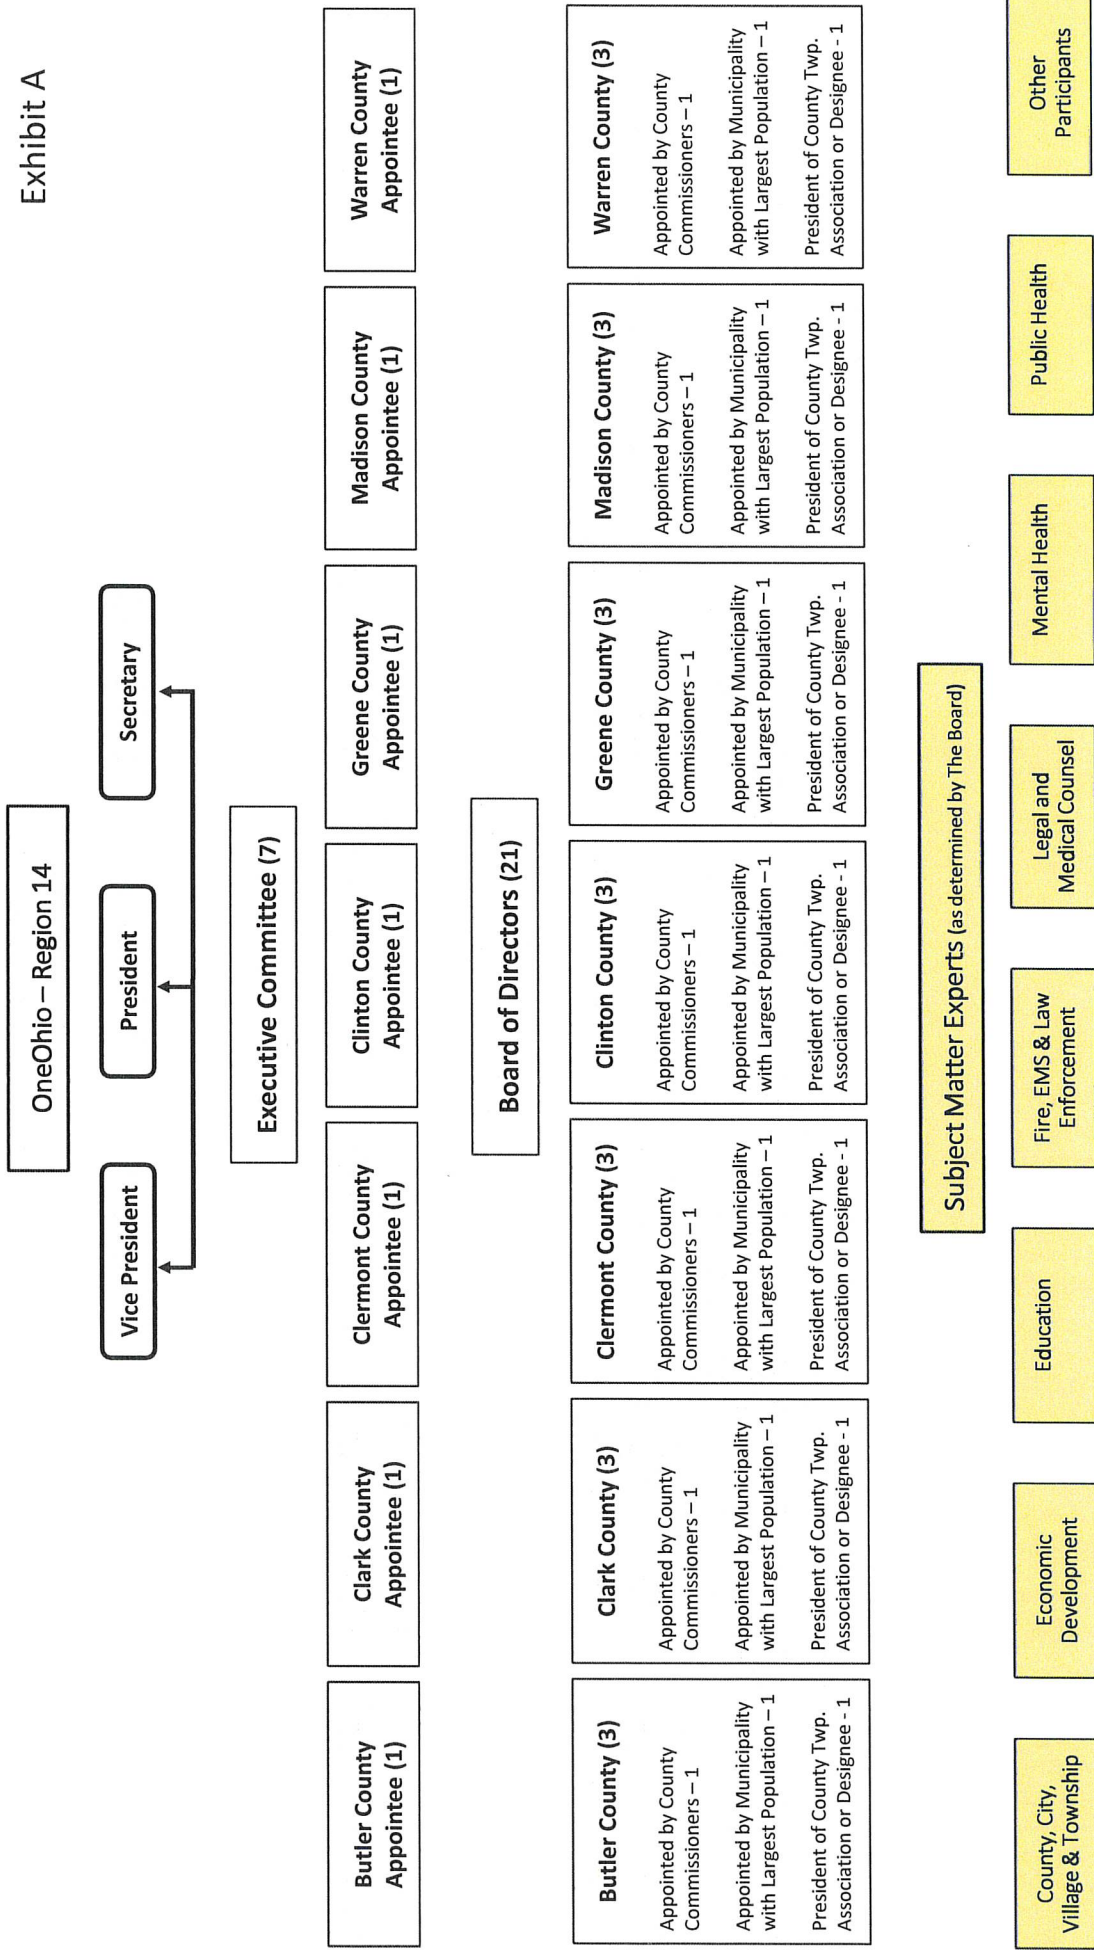 Exhibit A
OneOhio – Region 14
Vice President
President
Secretary
Executive Committee (7)
Butler County
Appointee (1)
Clark County
Appointee (1)
Clermont County
Appointee (1)
Clinton County
Appointee (1)
Greene County
Appointee (1)
Madison County
Appointee (1)
Warren County
Appointee (1)
Board of Directors (21)
Butler County (3)
Appointed by County
Commissioners – 1
Appointed by Municipality
with Largest Population – 1
President of County Twp.
Association or Designee - 1
Clark County (3)
Appointed by County
Commissioners – 1
Appointed by Municipality
with Largest Population – 1
President of County Twp.
Association or Designee - 1
Clermont County (3)
Appointed by County
Commissioners – 1
Appointed by Municipality
with Largest Population – 1
President of County Twp.
Association or Designee - 1
Clinton County (3)
Appointed by County
Commissioners – 1
Appointed by Municipality
with Largest Population – 1
President of County Twp.
Association or Designee - 1
Greene County (3)
Appointed by County
Commissioners – 1
Appointed by Municipality
with Largest Population – 1
President of County Twp.
Association or Designee - 1
Madison County (3)
Appointed by County
Commissioners – 1
Appointed by Municipality
with Largest Population – 1
President of County Twp.
Association or Designee - 1
Warren County (3)
Appointed by County
Commissioners – 1
Appointed by Municipality
with Largest Population – 1
President of County Twp.
Association or Designee - 1
Subject Matter Experts (as determined by The Board)
County, City,
Village & Township
Economic
Development
Education
Fire, EMS & Law
Enforcement
Legal and
Medical Counsel
Mental Health
Public Health
Other
Participants